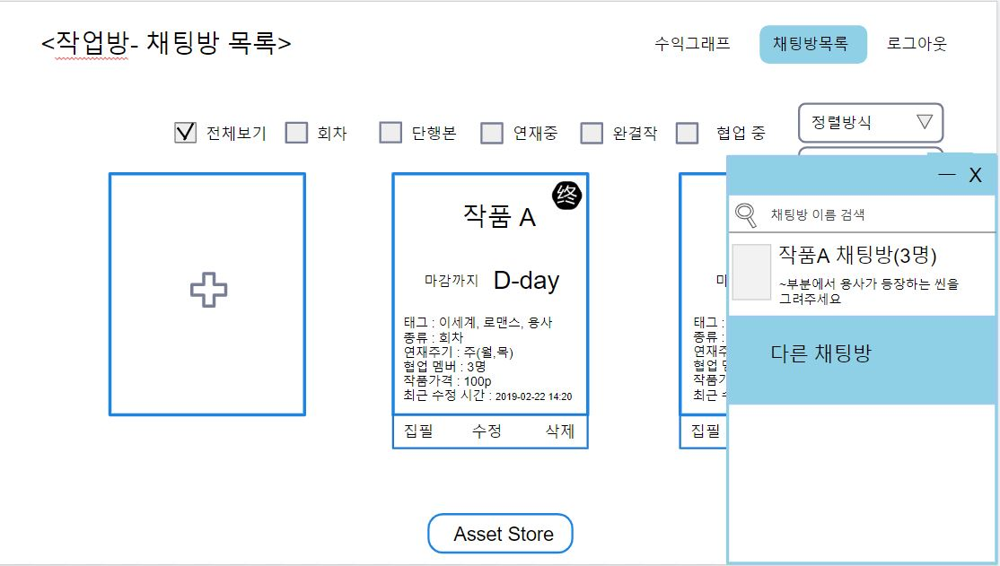 <작업방- 채팅방 목록>
수익그래프 채팅방목록 로그아웃
전체보기 회차 단행본 연재중 완결작 협업 중 정렬방식
— X
채팅방 이름 검색
终
작품 A
마감까지 D-day
태그 : 이세계, 로맨스, 용사
종류 : 회차
연재주기 : 주(월,목)
협업 멤버 : 3명
작품가격 : 100p
최근 수정 시간 : 2019-02-22 14:20
집필 수정 삭제
태그 :
종류 :
연재주
협업
작품가
최근
집필
작품A 채팅방(3명)
~부분에서 용사가 등장하는 씬을
그려주세요
다른 채팅방
Asset Store